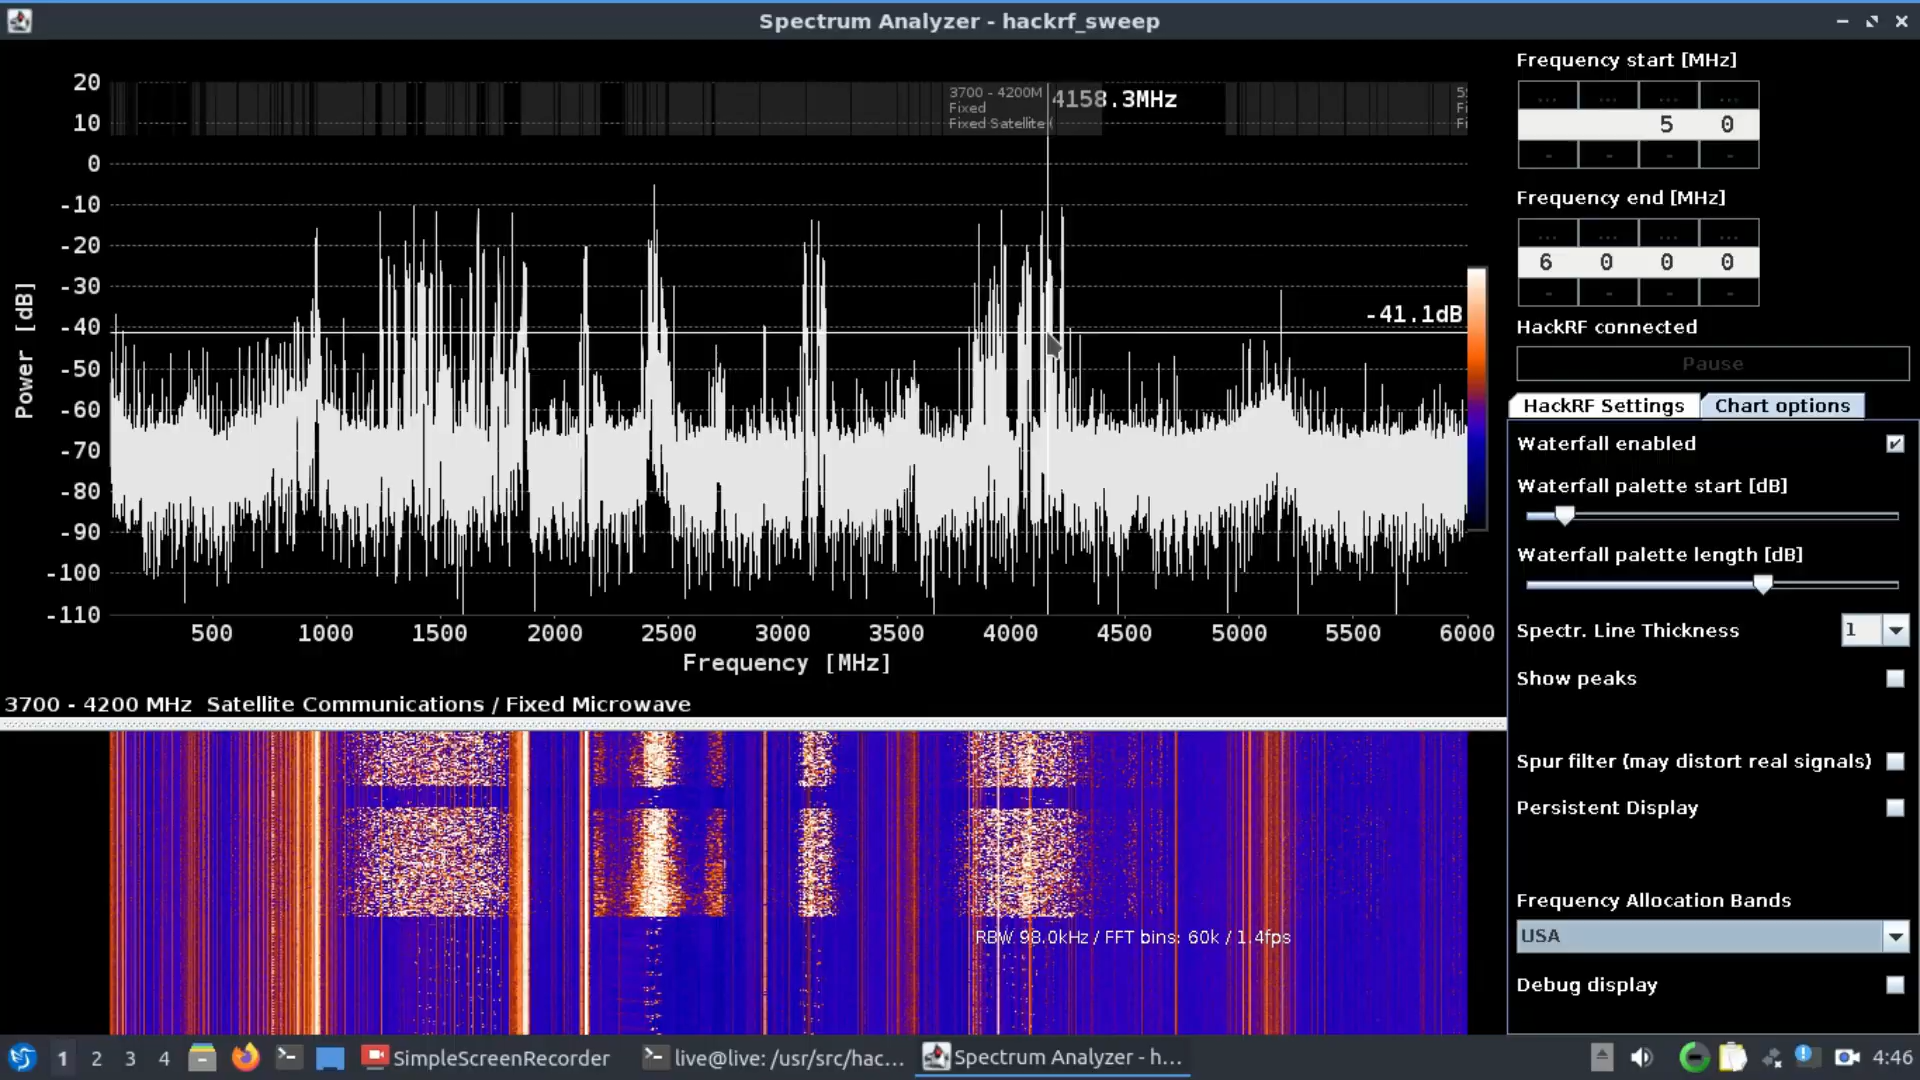 Spectrum Analyzer - hackrf_sweep
Frequency start [MHz]
5 0
Frequency end [MHz]
6 0 0 0
HackRF connected
Pause
HackRF Settings
Chart options
Waterfall enabled
Waterfall palette start [dB]
Waterfall palette length [dB]
Spectr. Line Thickness
1
Show peaks
Spur filter (may distort real signals)
Persistent Display
Frequency Allocation Bands
USA
Debug display
Power [dB]
20
10
0
-10
-20
-30
-40
-50
-60
-70
-80
-90
-100
-110
3700 - 4200M
Fixed
Fixed Satellite (
4158.3MHz
-41.1dB
500
1000
1500
2000
2500
3000
3500
4000
4500
5000
5500
6000
Frequency [MHz]
3700 - 4200 MHz Satellite Communications / Fixed Microwave
RBW 98.0kHz / FFT bins: 60k / 1.4fps
1
2
3
4
SimpleScreenRecorder
live@live: /usr/src/hac...
Spectrum Analyzer - h...
4:46